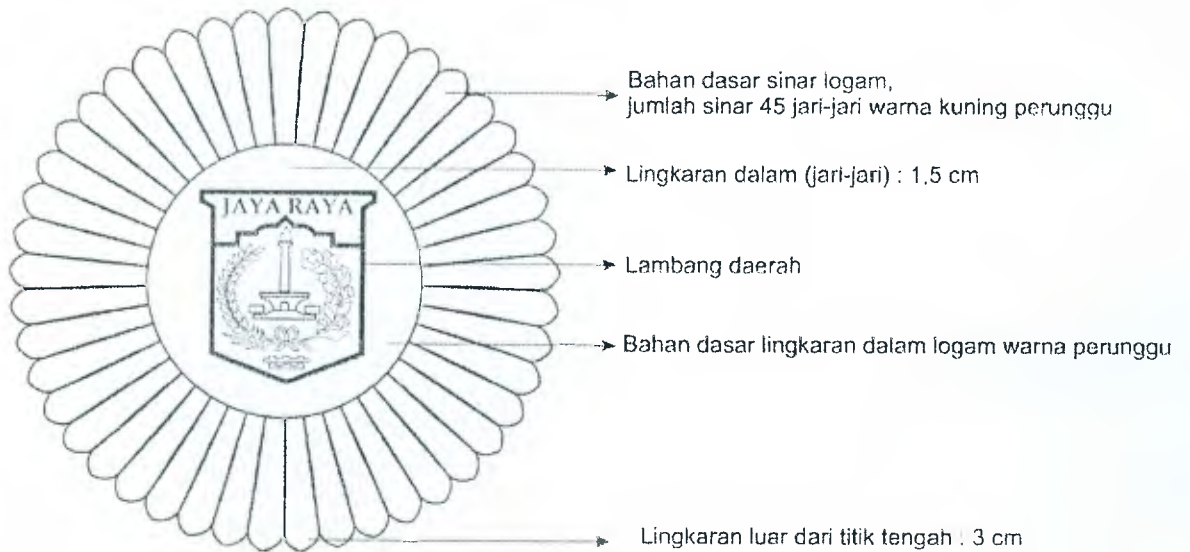 Bahan dasar sinar logam,
jumlah sinar 45 jari-jari warna kuning perunggu
Lingkaran dalam (jari-jari) : 1,5 cm
JAYA RAYA
Lambang daerah
Bahan dasar lingkaran dalam logam warna perunggu
Lingkaran luar dari titik tengah : 3 cm